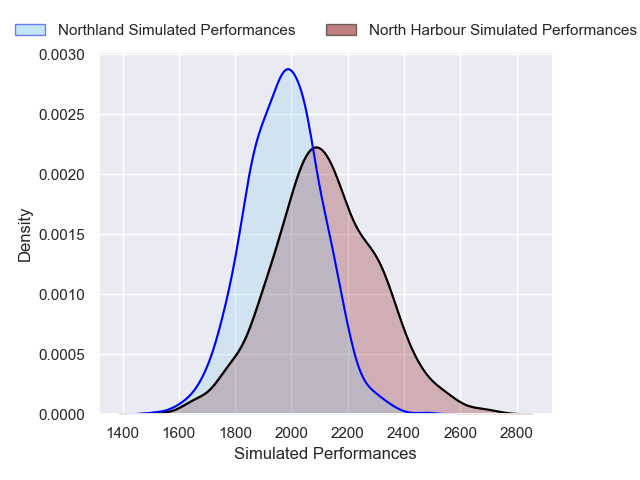 Northland Simulated Performances North Harbour Simulated Performances
0.0030
0.0025
0.0020
0.0015
0.0010
0.0005
0.0000
Density
1400 1600 1800 2000 2200 2400 2600 2800
Simulated Performances